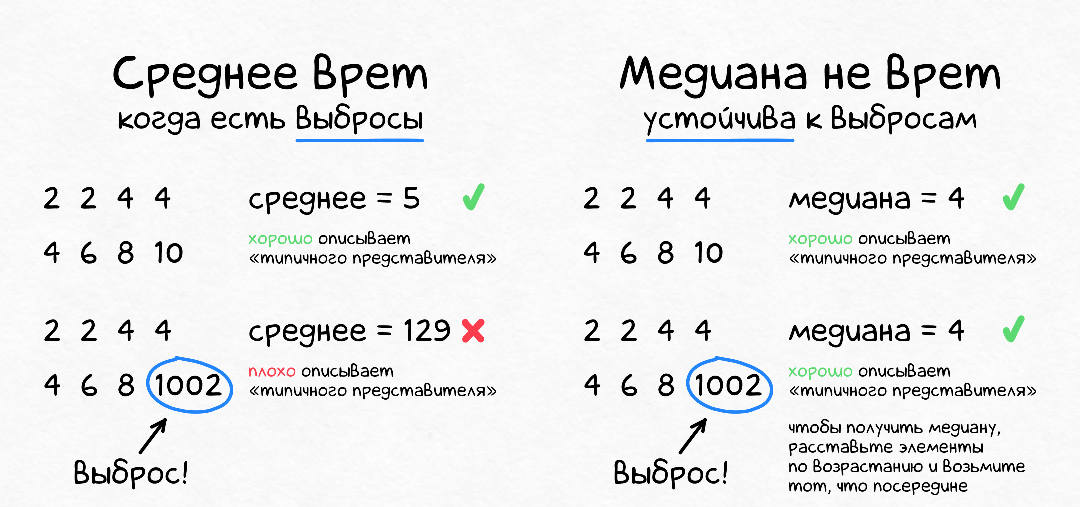 Среднее врет
когда есть выбросы
2 2 4 4
4 6 8 10
среднее = 5
хорошо описывает
«типичного представителя»
2 2 4 4
4 6 8 1002
среднее = 129
плохо описывает
«типичного представителя»
Выброс!
Медиана не врет
устойчива к выбросам
2 2 4 4
4 6 8 10
медиана = 4
хорошо описывает
«типичного представителя»
2 2 4 4
4 6 8 1002
медиана = 4
хорошо описывает
«типичного представителя»
Выброс!
чтобы получить медиану,
расставьте элементы
по возрастанию и возьмите
тот, что посередине